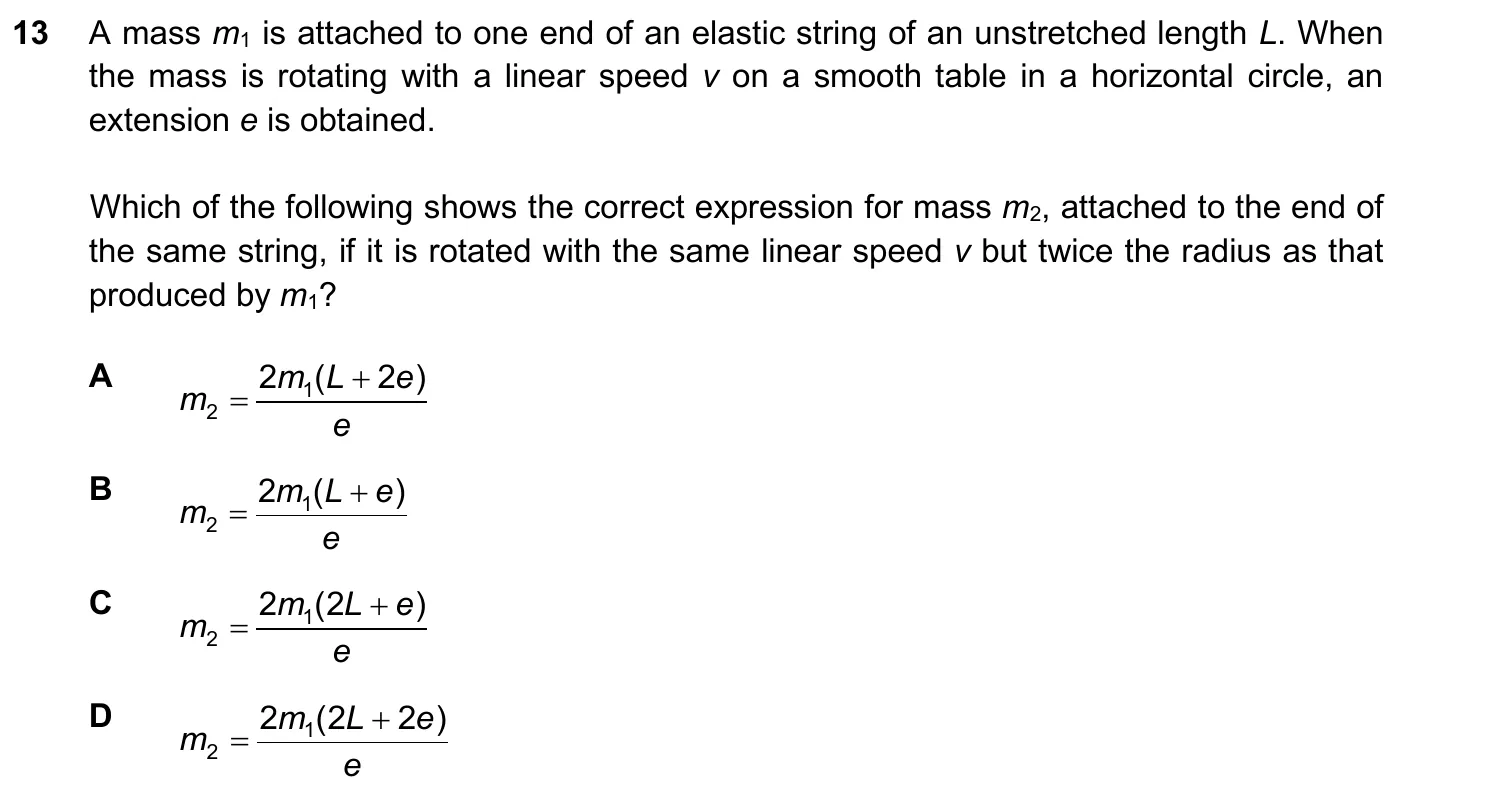 13 A mass m₁ is attached to one end of an elastic string of an unstretched length L. When
the mass is rotating with a linear speed v on a smooth table in a horizontal circle, an
extension e is obtained.
Which of the following shows the correct expression for mass m₂, attached to the end of
the same string, if it is rotated with the same linear speed v but twice the radius as that
produced by m₁?
A m₂ = 2m₁(L + 2e) / e
B m₂ = 2m₁(L + e) / e
C m₂ = 2m₁(2L + e) / e
D m₂ = 2m₁(2L + 2e) / e